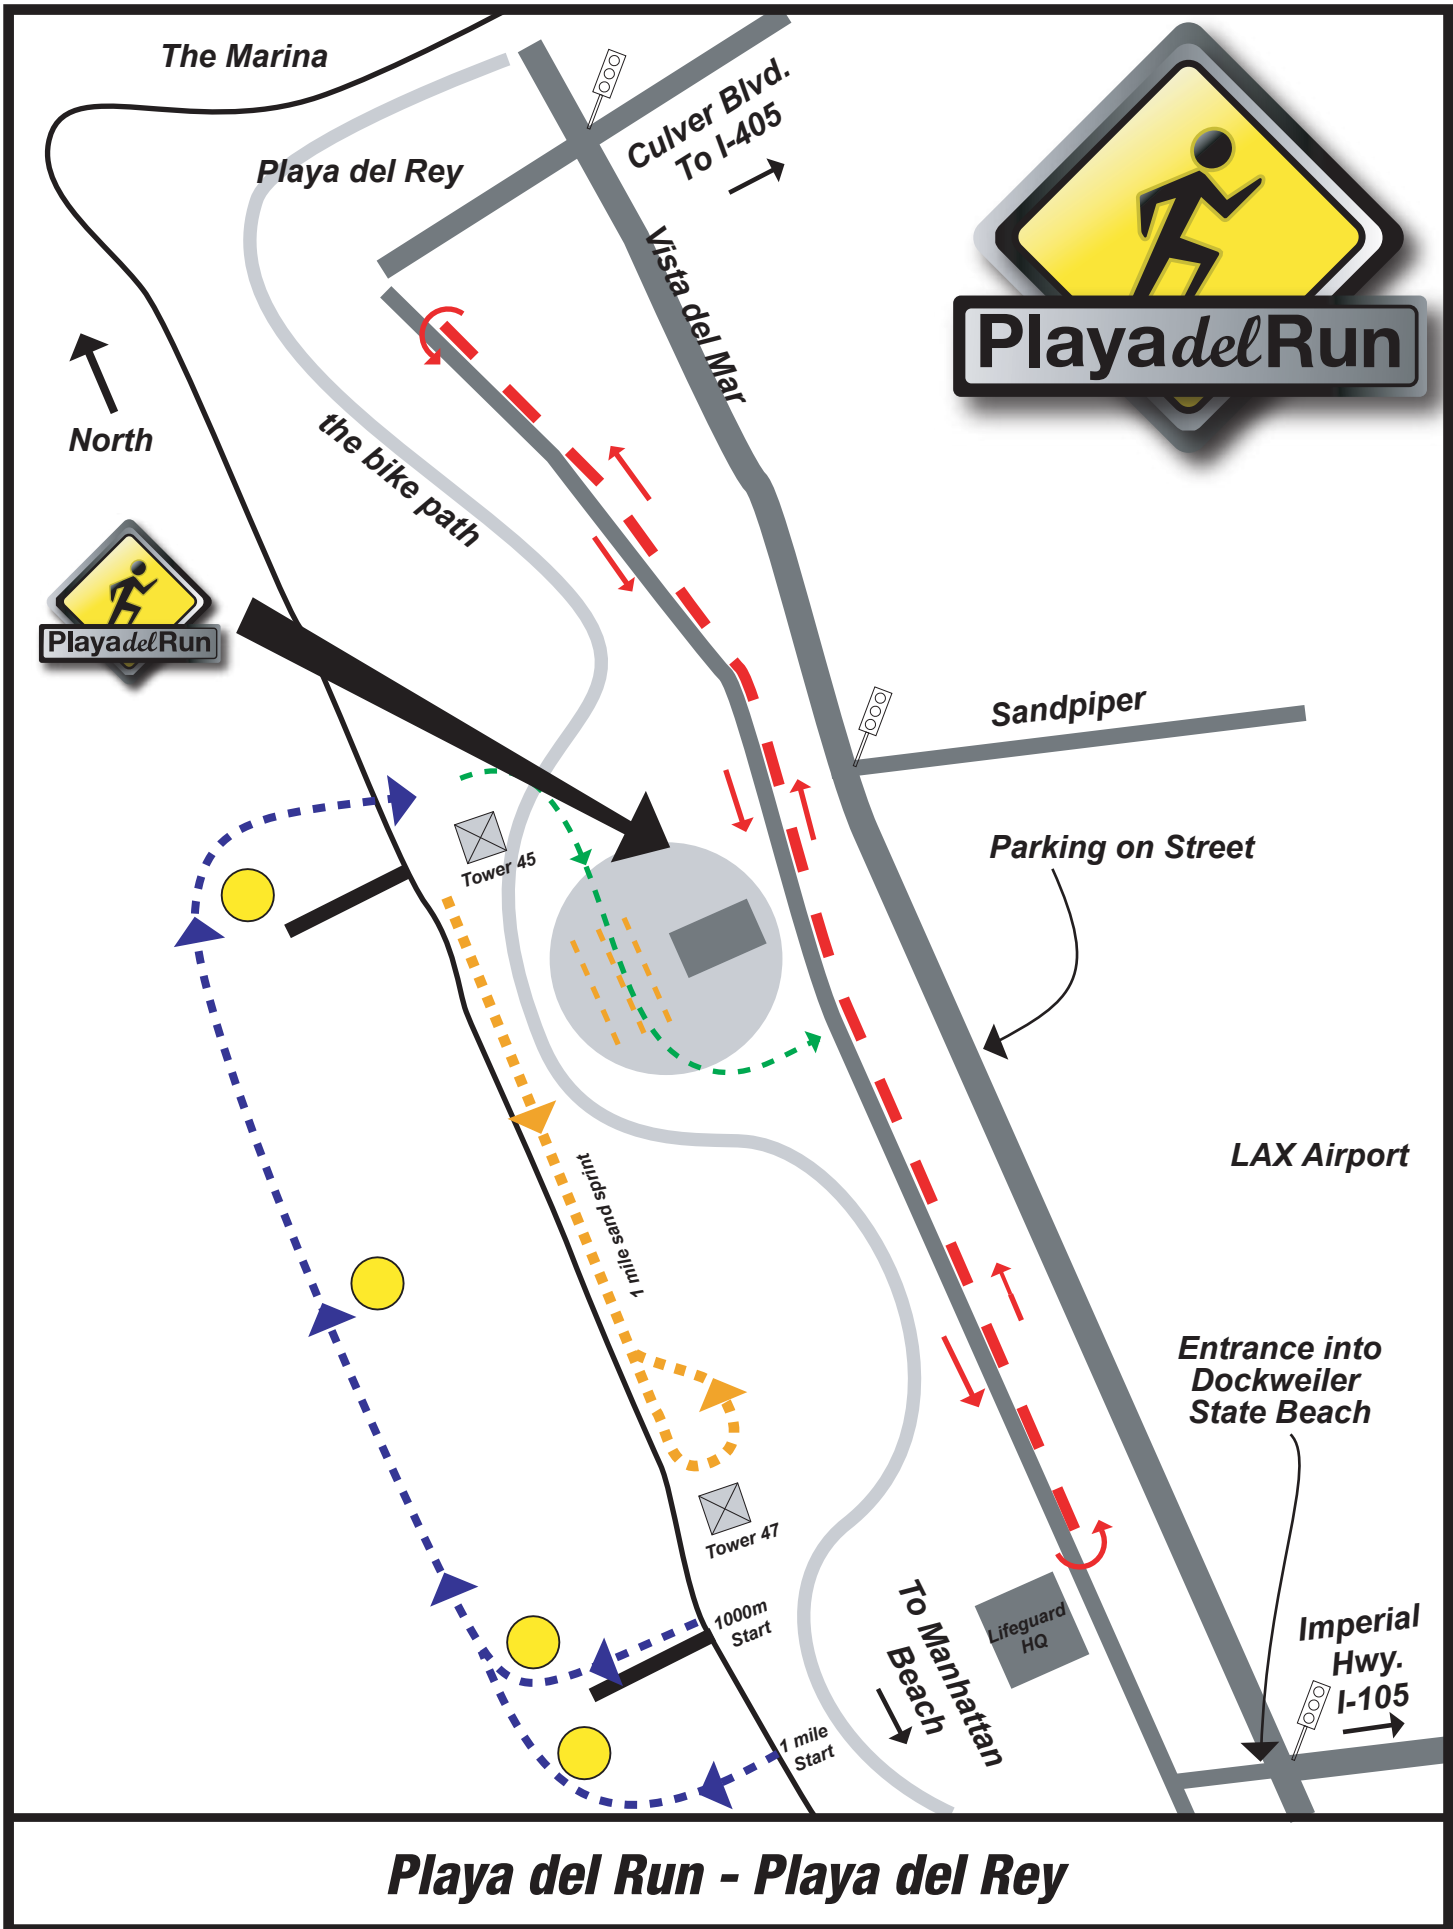 The Marina
Playa del Rey
Culver Blvd.
To I-405
Vista del Mar
PlayadelRun
North
the bike path
PlayadelRun
Sandpiper
Tower 45
Parking on Street
LAX Airport
1 mile sand sprint
Entrance into
Dockweiler
State Beach
Tower 47
1000m
Start
To Manhattan
Beach
Lifeguard
HQ
Imperial
Hwy.
I-105
1 mile
Start
Playa del Run - Playa del Rey